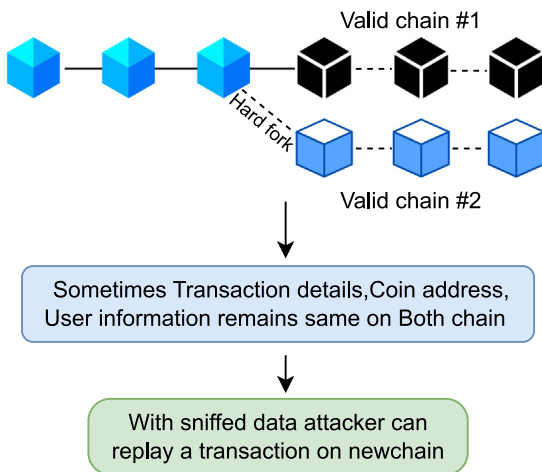 Valid chain #1
Hard fork
Valid chain #2
Sometimes Transaction details,Coin address,
User information remains same on Both chain
With sniffed data attacker can
replay a transaction on newchain